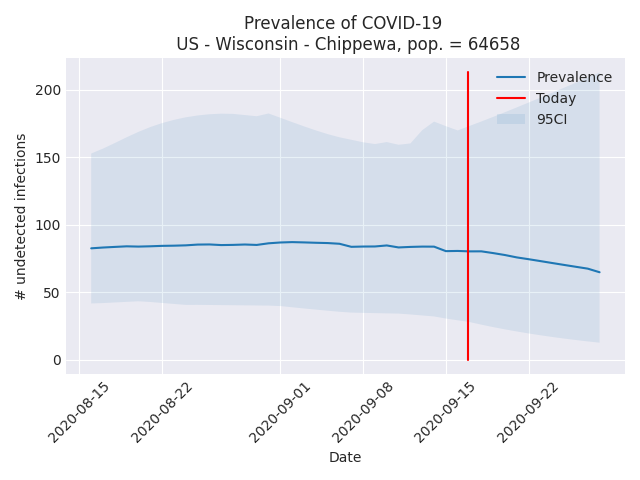 Prevalence of COVID-19
US - Wisconsin - Chippewa, pop. = 64658
Prevalence
Today
95CI
# undetected infections
200
150
100
50
0
2020-08-15
2020-08-22
2020-09-01
2020-09-08
2020-09-15
2020-09-22
Date